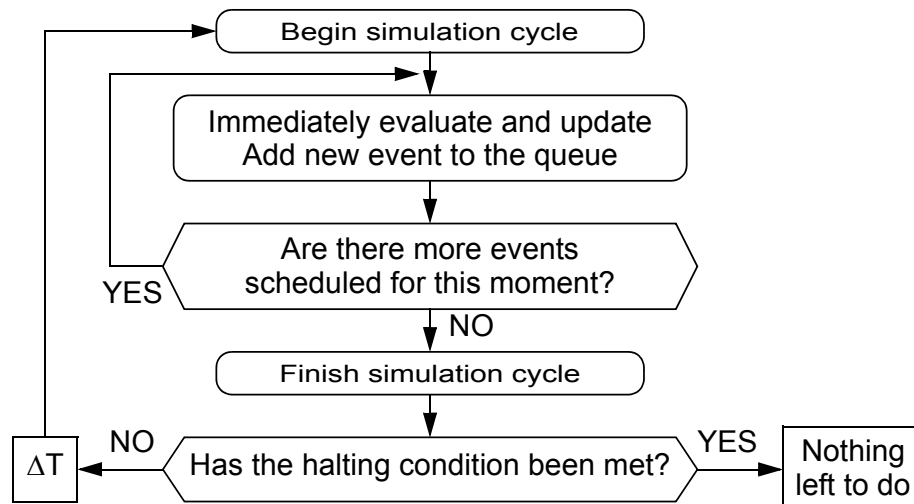 Begin simulation cycle
Immediately evaluate and update
Add new event to the queue
Are there more events
scheduled for this moment?
YES
NO
Finish simulation cycle
NO
YES
ΔT
Has the halting condition been met?
Nothing
left to do